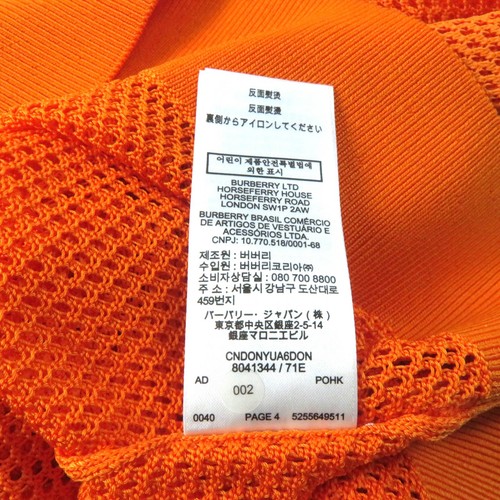 反面熨烫
反面熨燙
裏側からアイロンしてください
어린이 제품안전특별법에
의한 표시
BURBERRY LTD
HORSEFERRY HOUSE
HORSEFERRY ROAD
LONDON SW1P 2AW
BURBERRY BRASIL COMÉRCIO
DE ARTIGOS DE VESTUÁRIO E
ACESSÓRIOS LTDA.
CNPJ: 10.770.518/0001-68
제조원 : 버버리
수입원 : 버버리코리아㈜
소비자상담실 : 080 700 8800
주 소 : 서울시 강남구 도산대로
459번지
バーバリー・ジャパン（株）
東京都中央区銀座2-5-14
銀座マロニエビル
CNDONYUA6DON
8041344 / 71E
AD 002 POHK
0040 PAGE 4 5255649511